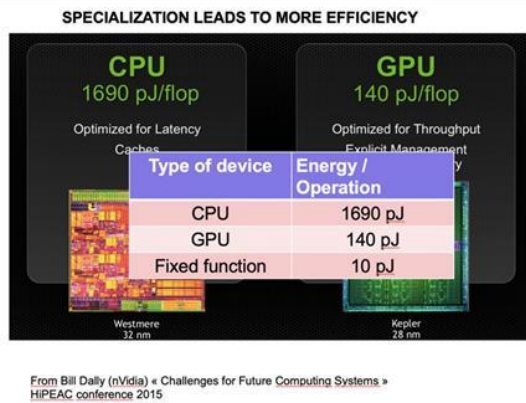 SPECIALIZATION LEADS TO MORE EFFICIENCY
CPU
1690 pJ/flop
Optimized for Latency
Caches
GPU
140 pJ/flop
Optimized for Throughput
Explicit Management
Type of device Energy / Operation
CPU 1690 pJ
GPU 140 pJ
Fixed function 10 pJ
Westmere
32 nm
Kepler
28 nm
From Bill Dally (nVidia) « Challenges for Future Computing Systems »
HiPEAC conference 2015